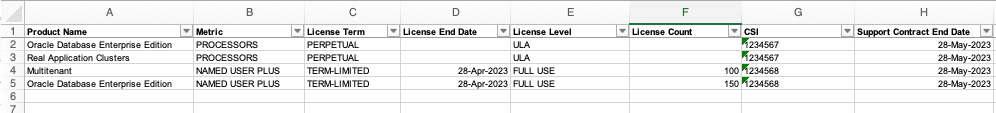 A B C D E F G H
1 Product Name Metric License Term License End Date License Level License Count CSI Support Contract End Date
2 Oracle Database Enterprise Edition PROCESSORS PERPETUAL ULA 1234567 28-May-2023
3 Real Application Clusters PROCESSORS PERPETUAL ULA 1234567 28-May-2023
4 Multitenant NAMED USER PLUS TERM-LIMITED 28-Apr-2023 FULL USE 100 1234568 28-May-2023
5 Oracle Database Enterprise Edition NAMED USER PLUS TERM-LIMITED 28-Apr-2023 FULL USE 150 1234568 28-May-2023
6
7